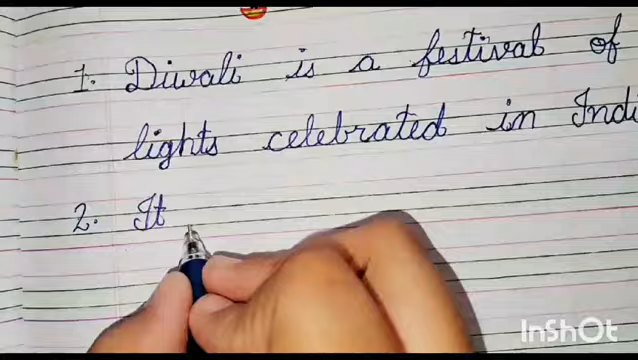 1. Diwali is a festival of
lights celebrated in Indi
2. It
InShOt